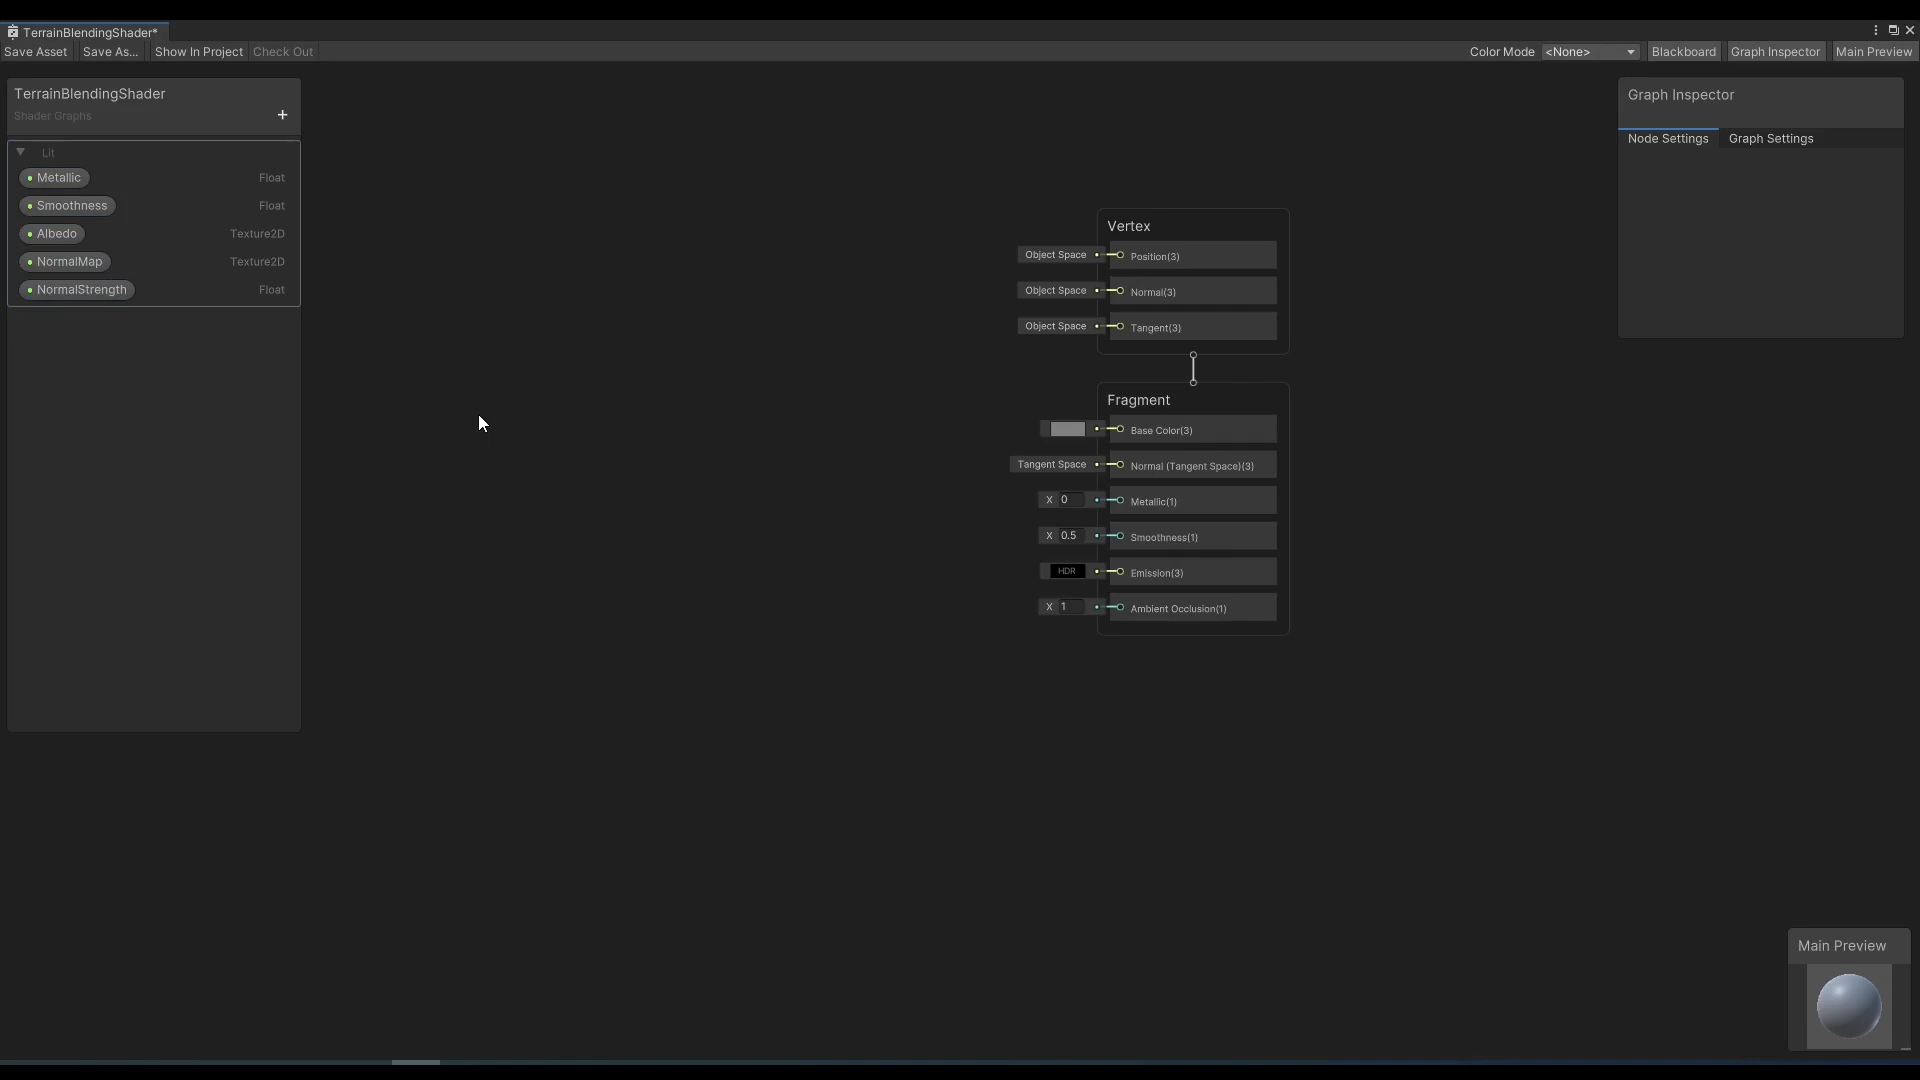 TerrainBlendingShader*
Save Asset Save As... Show In Project Check Out Color Mode <None> Blackboard Graph Inspector Main Preview
TerrainBlendingShader
Shader Graphs
+
Lit
Metallic Float
Smoothness Float
Albedo Texture2D
NormalMap Texture2D
NormalStrength Float
Vertex
Object Space Position(3)
Object Space Normal(3)
Object Space Tangent(3)
Fragment
Base Color(3)
Tangent Space Normal (Tangent Space)(3)
X 0 Metallic(1)
X 0.5 Smoothness(1)
HDR Emission(3)
X 1 Ambient Occlusion(1)
Graph Inspector
Node Settings Graph Settings
Main Preview